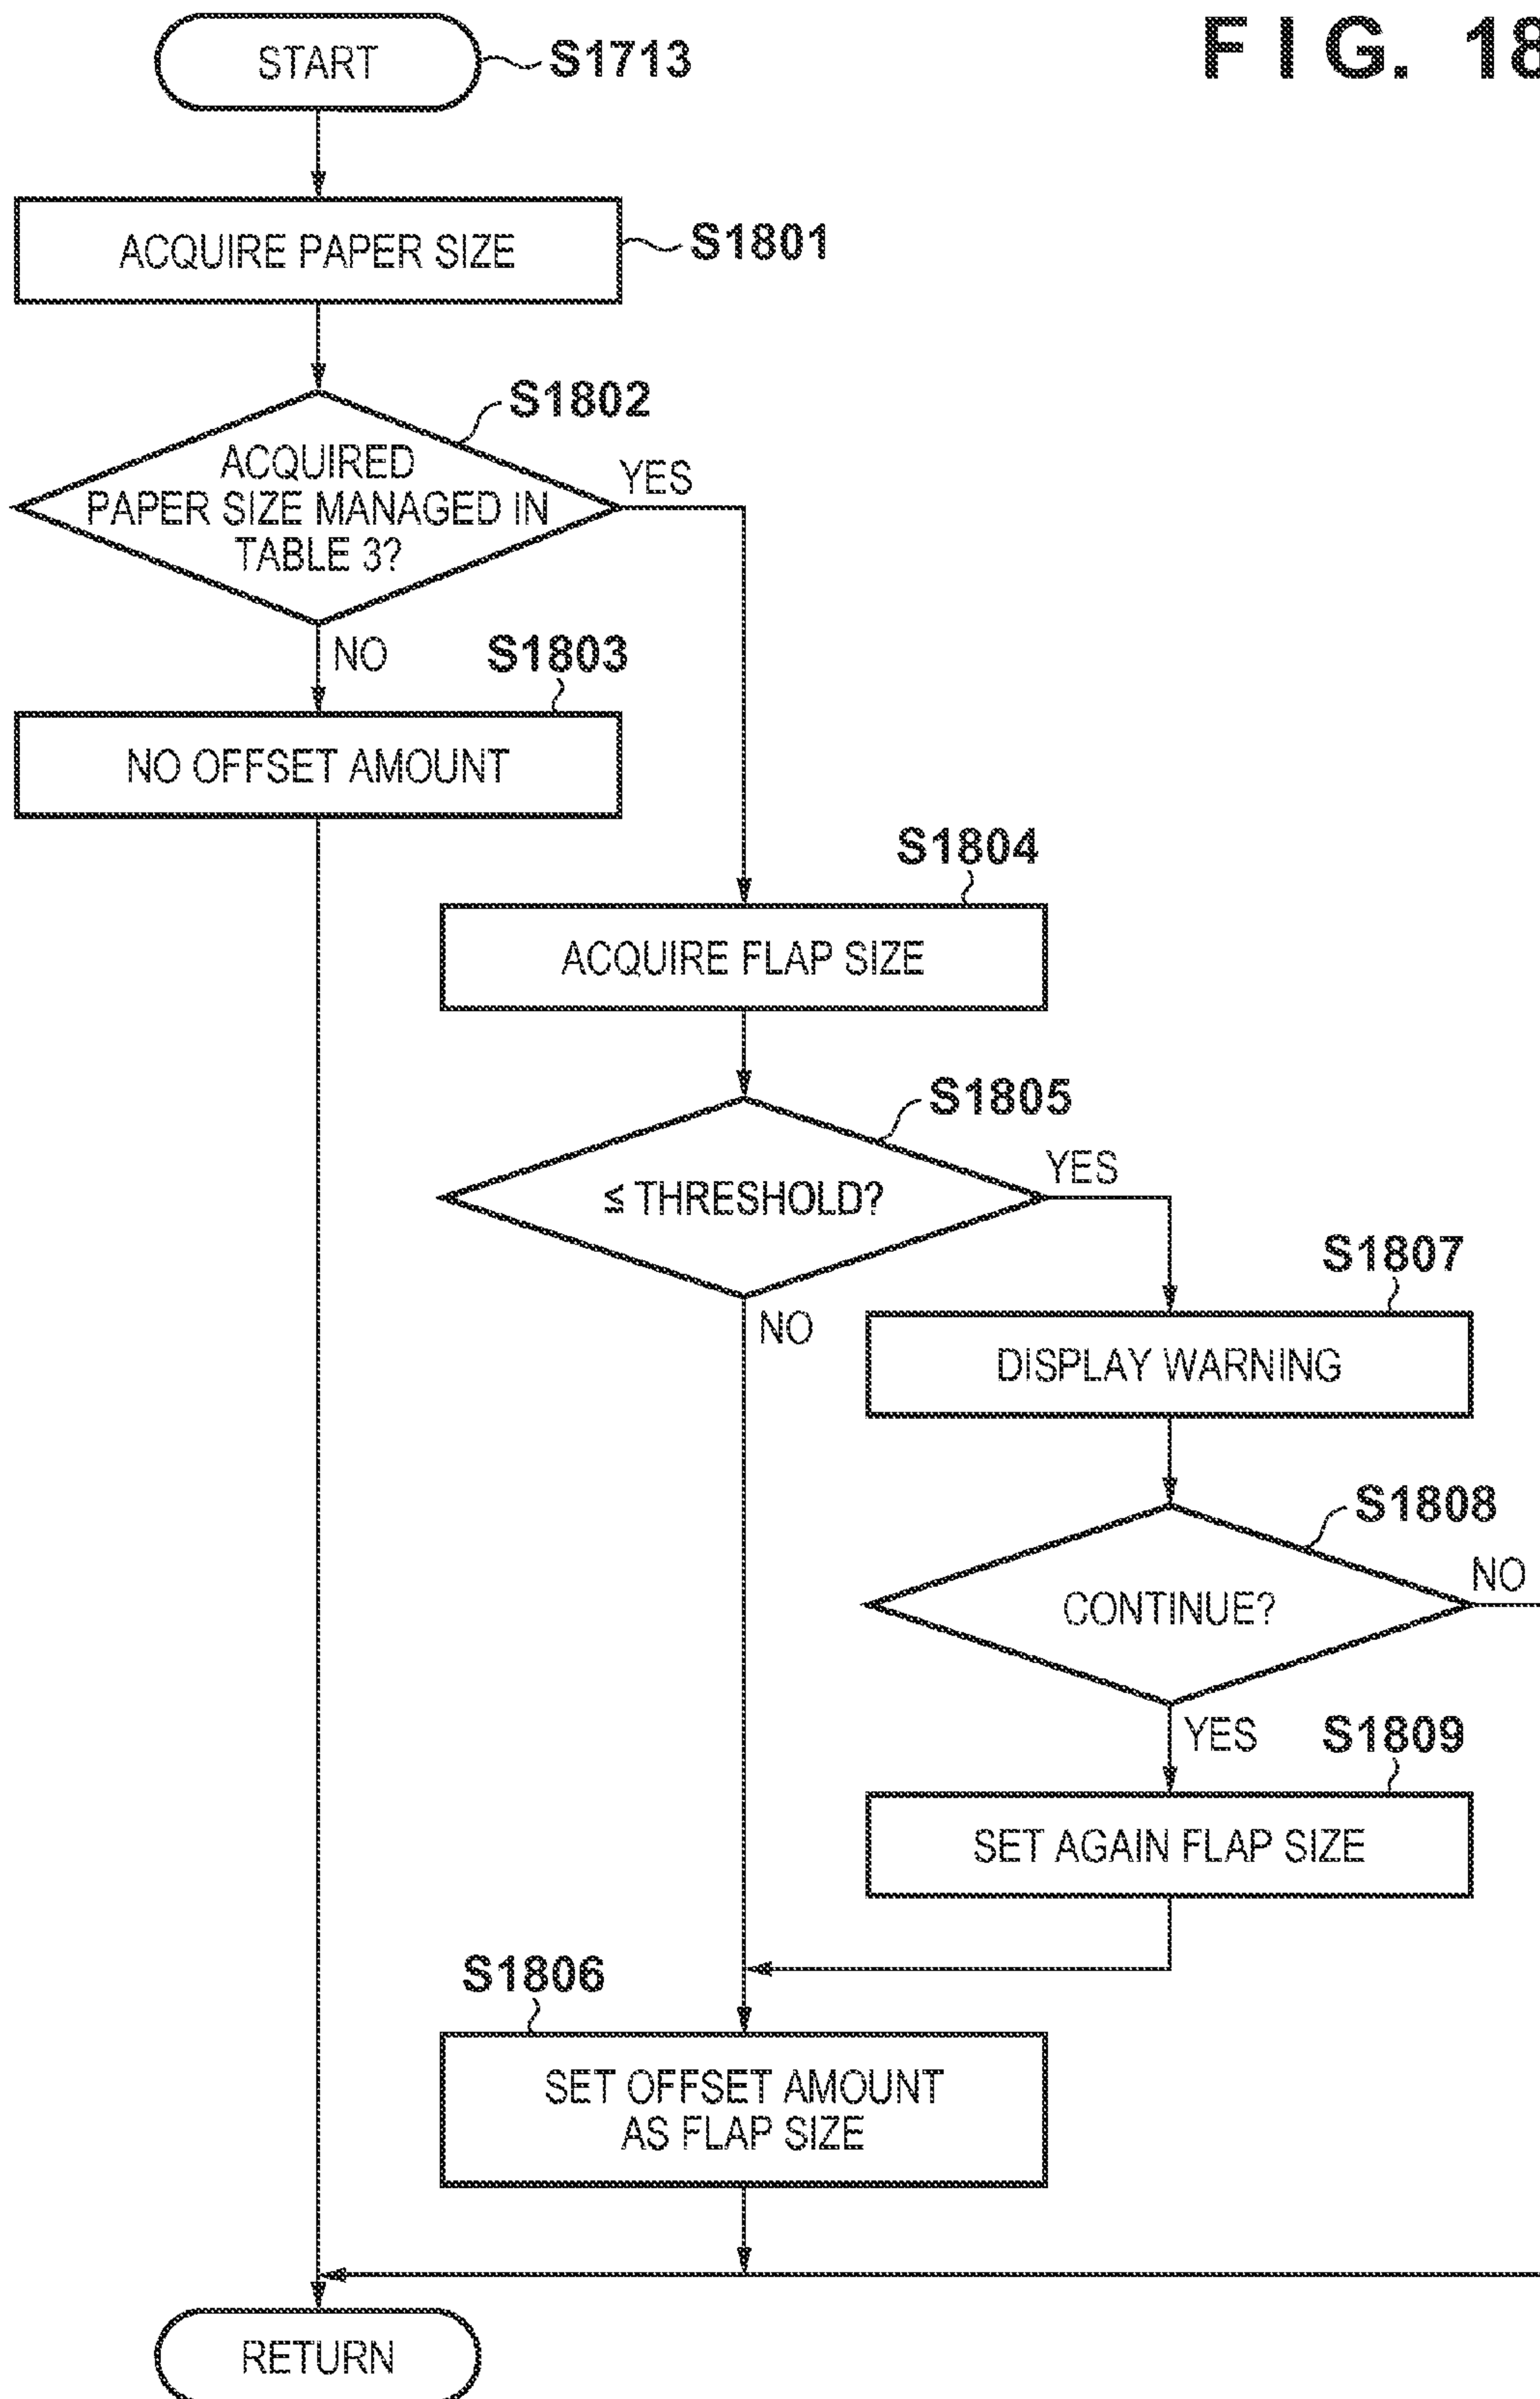 FIG. 18
START
S1713
ACQUIRE PAPER SIZE
S1801
S1802
ACQUIRED
PAPER SIZE MANAGED IN
TABLE 3?
YES
NO
S1803
NO OFFSET AMOUNT
S1804
ACQUIRE FLAP SIZE
S1805
≦ THRESHOLD?
YES
NO
S1807
DISPLAY WARNING
S1808
CONTINUE?
NO
YES
S1809
SET AGAIN FLAP SIZE
S1806
SET OFFSET AMOUNT
AS FLAP SIZE
RETURN